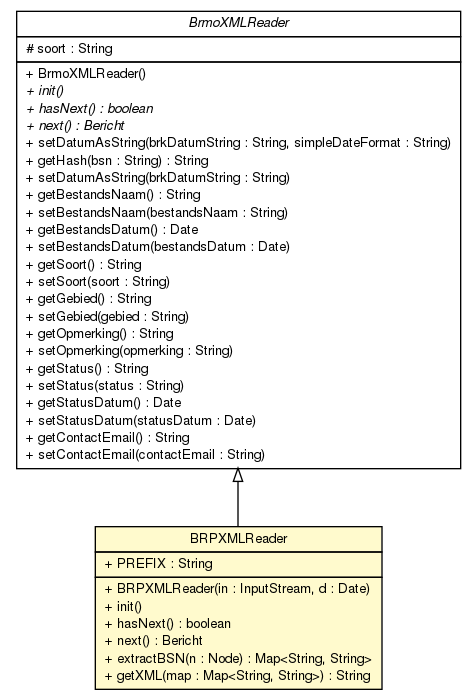 BrmoXMLReader
# soort : String
+ BrmoXMLReader()
+ init()
+ hasNext() : boolean
+ next() : Bericht
+ setDatumAsString(brkDatumString : String, simpleDateFormat : String)
+ getHash(bsn : String) : String
+ setDatumAsString(brkDatumString : String)
+ getBestandsNaam() : String
+ setBestandsNaam(bestandsNaam : String)
+ getBestandsDatum() : Date
+ setBestandsDatum(bestandsDatum : Date)
+ getSoort() : String
+ setSoort(soort : String)
+ getGebied() : String
+ setGebied(gebied : String)
+ getOpmerking() : String
+ setOpmerking(opmerking : String)
+ getStatus() : String
+ setStatus(status : String)
+ getStatusDatum() : Date
+ setStatusDatum(statusDatum : Date)
+ getContactEmail() : String
+ setContactEmail(contactEmail : String)
BRPXMLReader
+ PREFIX : String
+ BRPXMLReader(in : InputStream, d : Date)
+ init()
+ hasNext() : boolean
+ next() : Bericht
+ extractBSN(n : Node) : Map<String, String>
+ getXML(map : Map<String, String>) : String